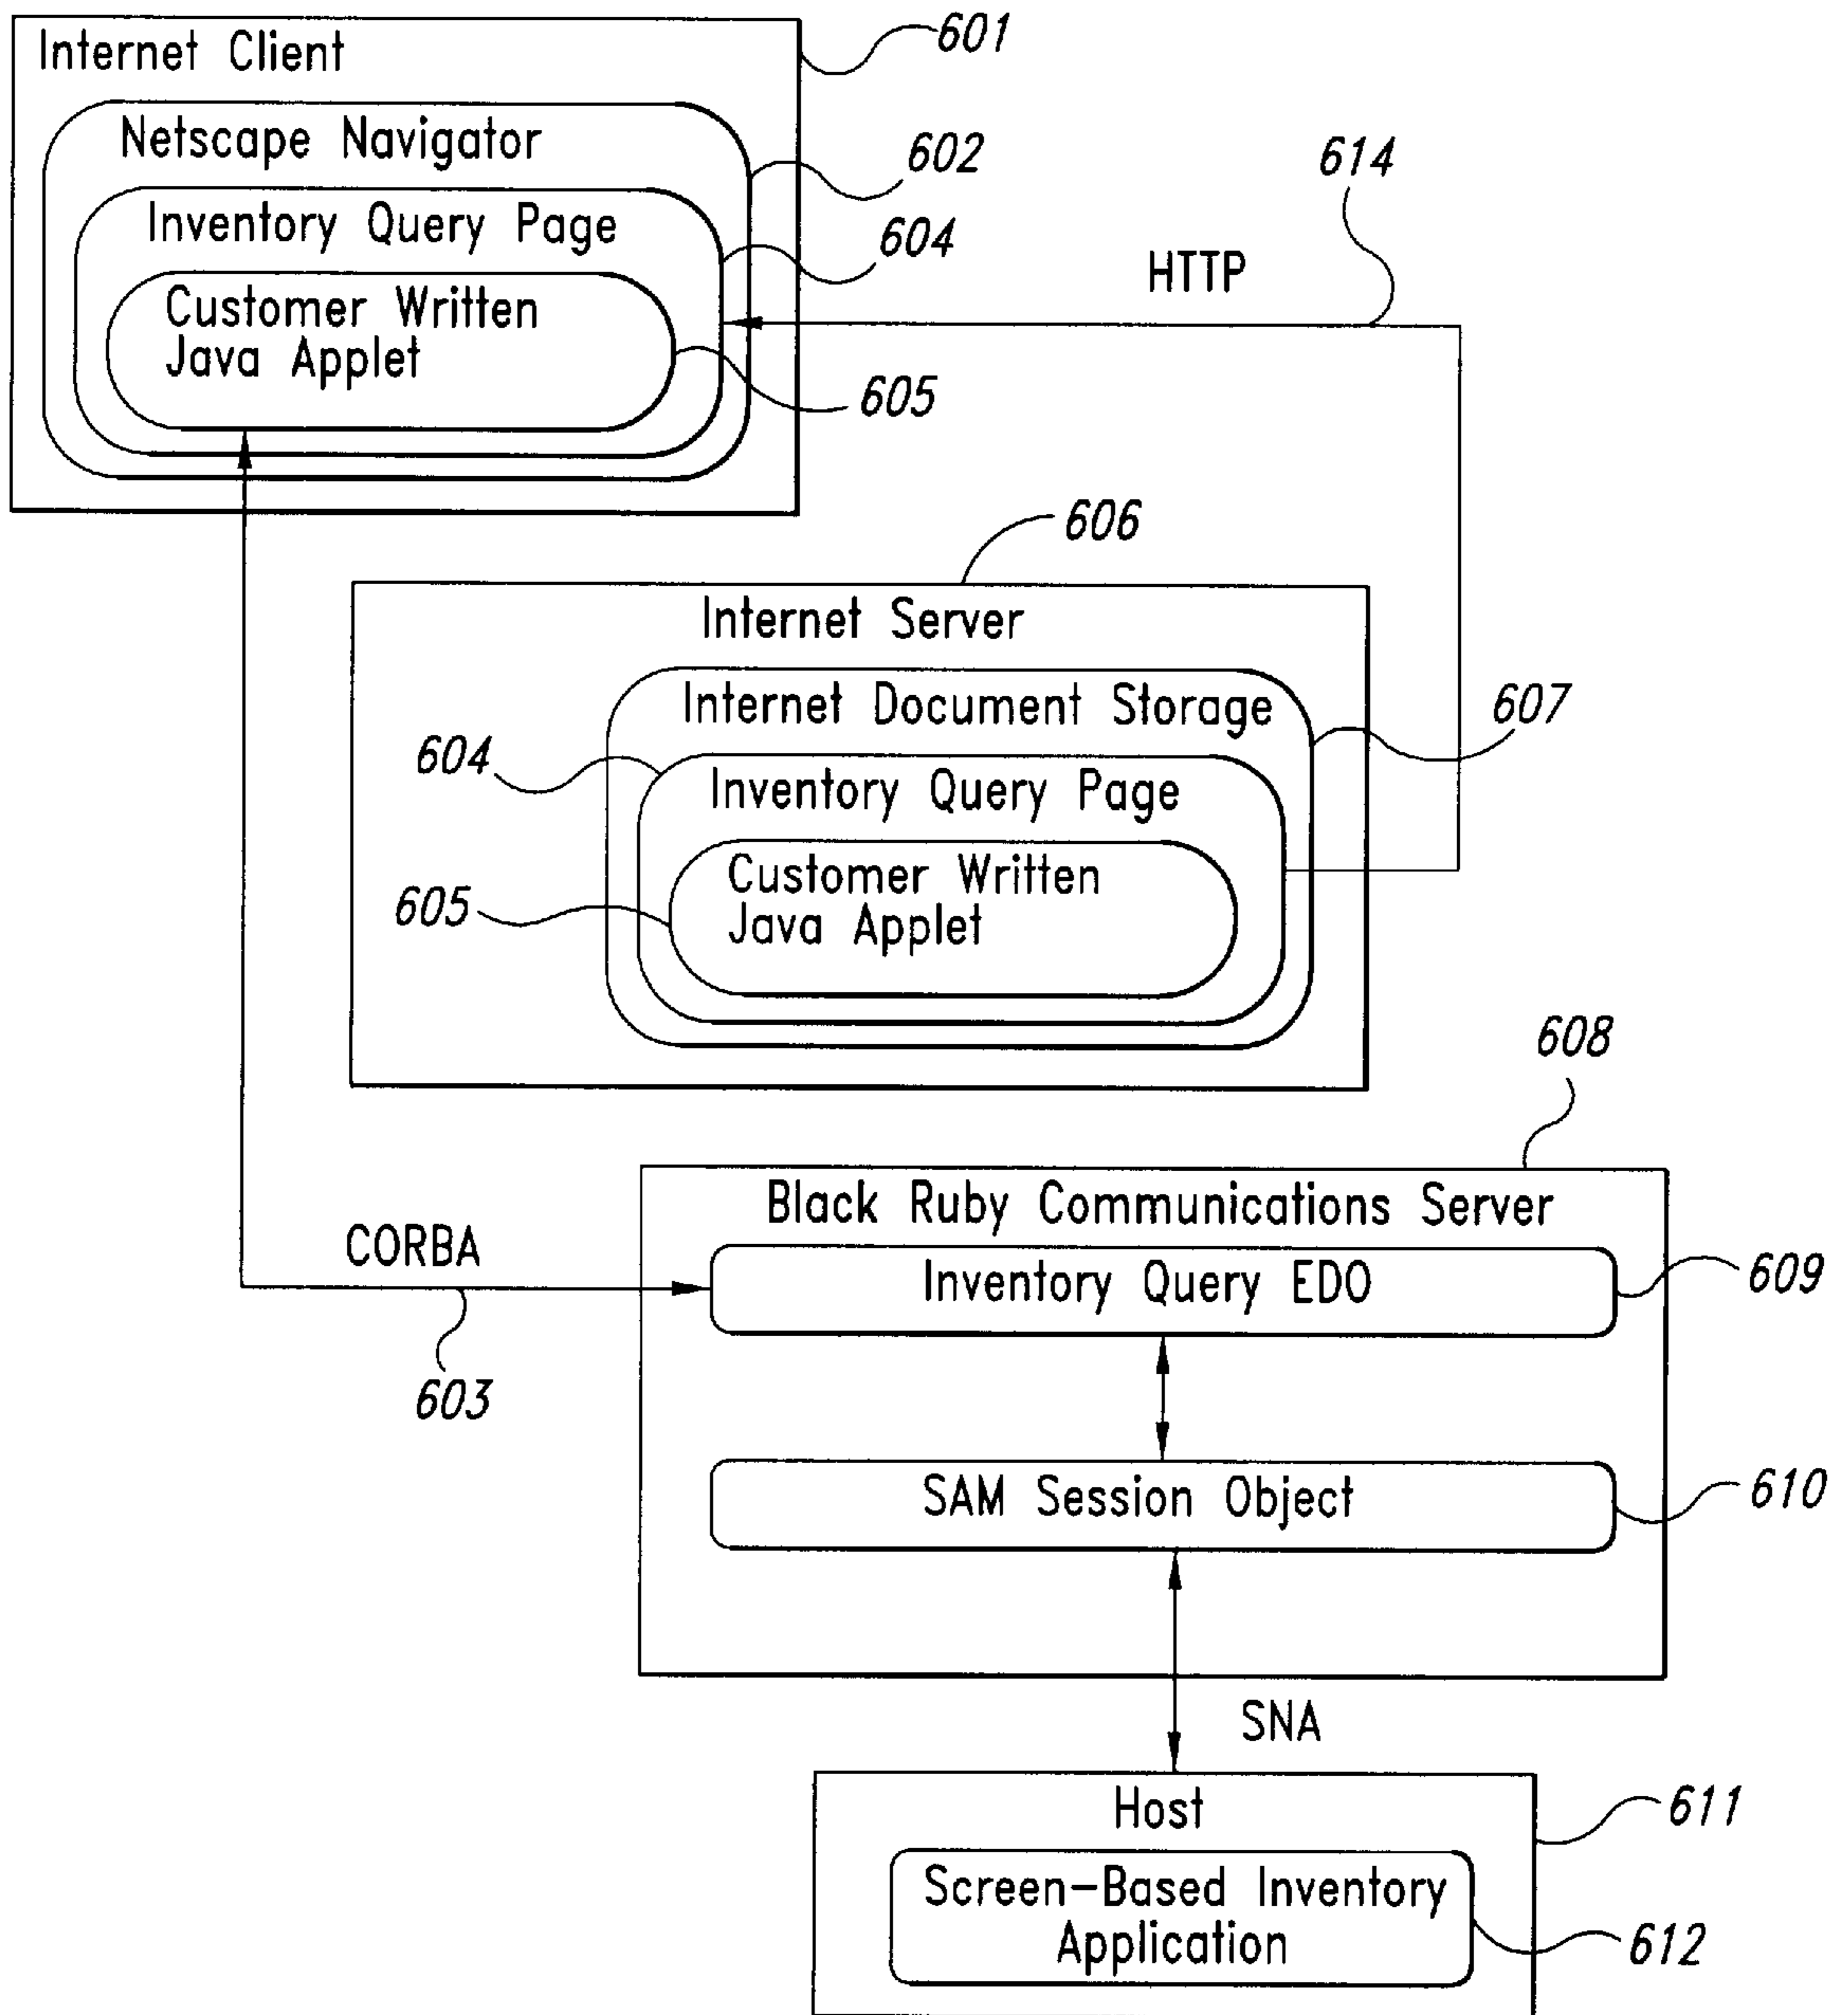 Internet Client
601
Netscape Navigator
602
614
Inventory Query Page
604
HTTP
Customer Written
Java Applet
605
606
Internet Server
Internet Document Storage
607
604
Inventory Query Page
Customer Written
Java Applet
605
608
Black Ruby Communications Server
CORBA
Inventory Query EDO
609
603
SAM Session Object
610
SNA
Host
611
Screen-Based Inventory
Application
612